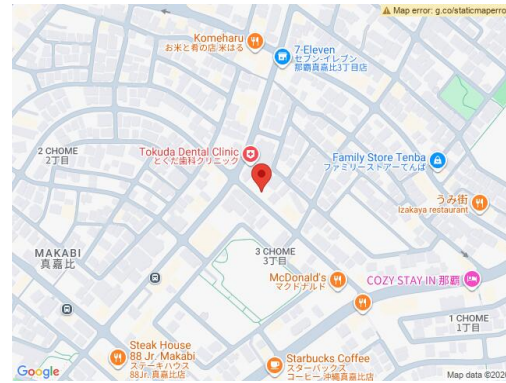 Map error: g.co/staticmaperro
Komeharu
お米と肴の店 米はる
7-Eleven
セブン-イレブン
那覇真嘉比3丁目店
2 CHOME
2丁目
Tokuda Dental Clinic
とくだ歯科クリニック
Family Store Tenba
ファミリーストアーてんば
うみ街
Izakaya restaurant
MAKABI
真嘉比
3 CHOME
3丁目
McDonald's
マクドナルド
COZY STAY IN 那覇
1 CHOME
1丁目
Steak House
88 Jr. Makabi
ステーキハウス
88Jr. 真嘉比店
Starbucks Coffee
スターバックス
コーヒー 沖縄真嘉比店
Google
Map data ©2026